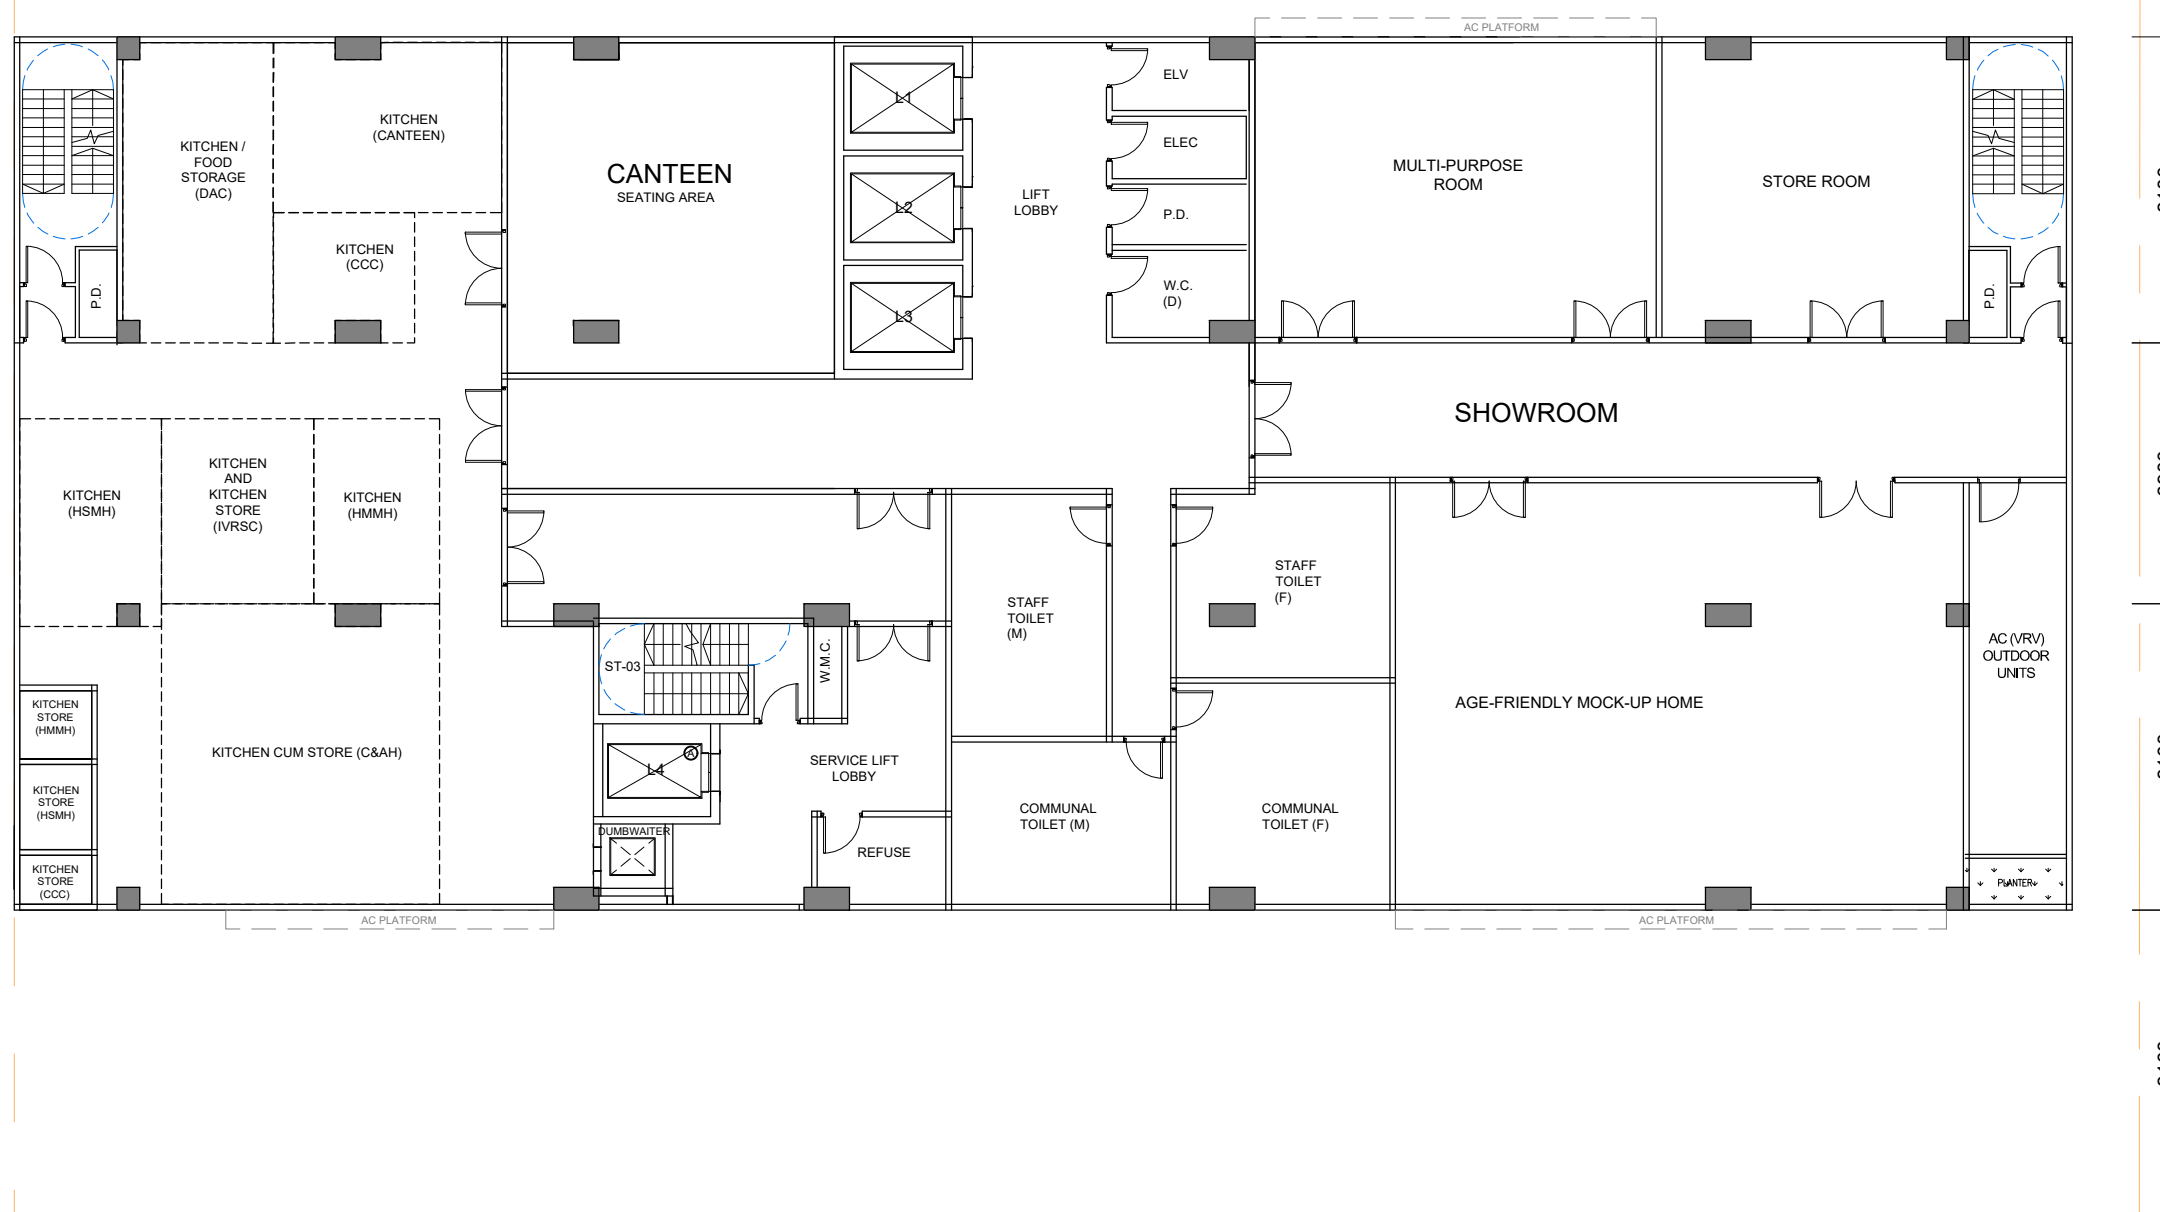 AC PLATFORM
ELV
KITCHEN
(CANTEEN)
KITCHEN /
FOOD
STORAGE
(DAC)
L1
ELEC
CANTEEN
SEATING AREA
MULTI-PURPOSE
ROOM
STORE ROOM
LIFT
LOBBY
L2
P.D.
KITCHEN
(CCC)
P.D.
W.C.
(D)
P.D.
L3
SHOWROOM
KITCHEN
(HSMH)
KITCHEN
AND
KITCHEN
STORE
(IVRSC)
KITCHEN
(HMMH)
STAFF
TOILET
(F)
STAFF
TOILET
(M)
ST-03
W.M.C.
AC (VRV)
OUTDOOR
UNITS
AGE-FRIENDLY MOCK-UP HOME
KITCHEN
STORE
(HMMH)
KITCHEN CUM STORE (C&AH)
L4
A
SERVICE LIFT
LOBBY
KITCHEN
STORE
(HSMH)
COMMUNAL
TOILET (M)
COMMUNAL
TOILET (F)
DUMBWAITER
REFUSE
KITCHEN
STORE
(CCC)
PLANTER
AC PLATFORM
AC PLATFORM